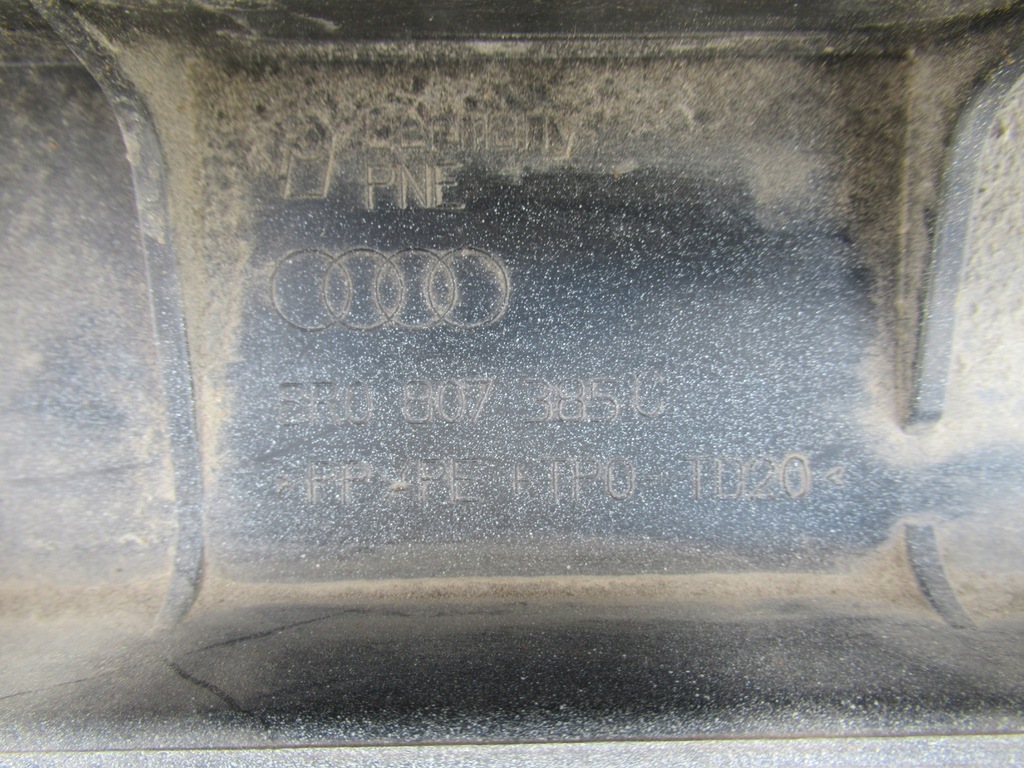 Germany
PNE
8E0 807 385 C
>PP+PE+TPO-TD20<